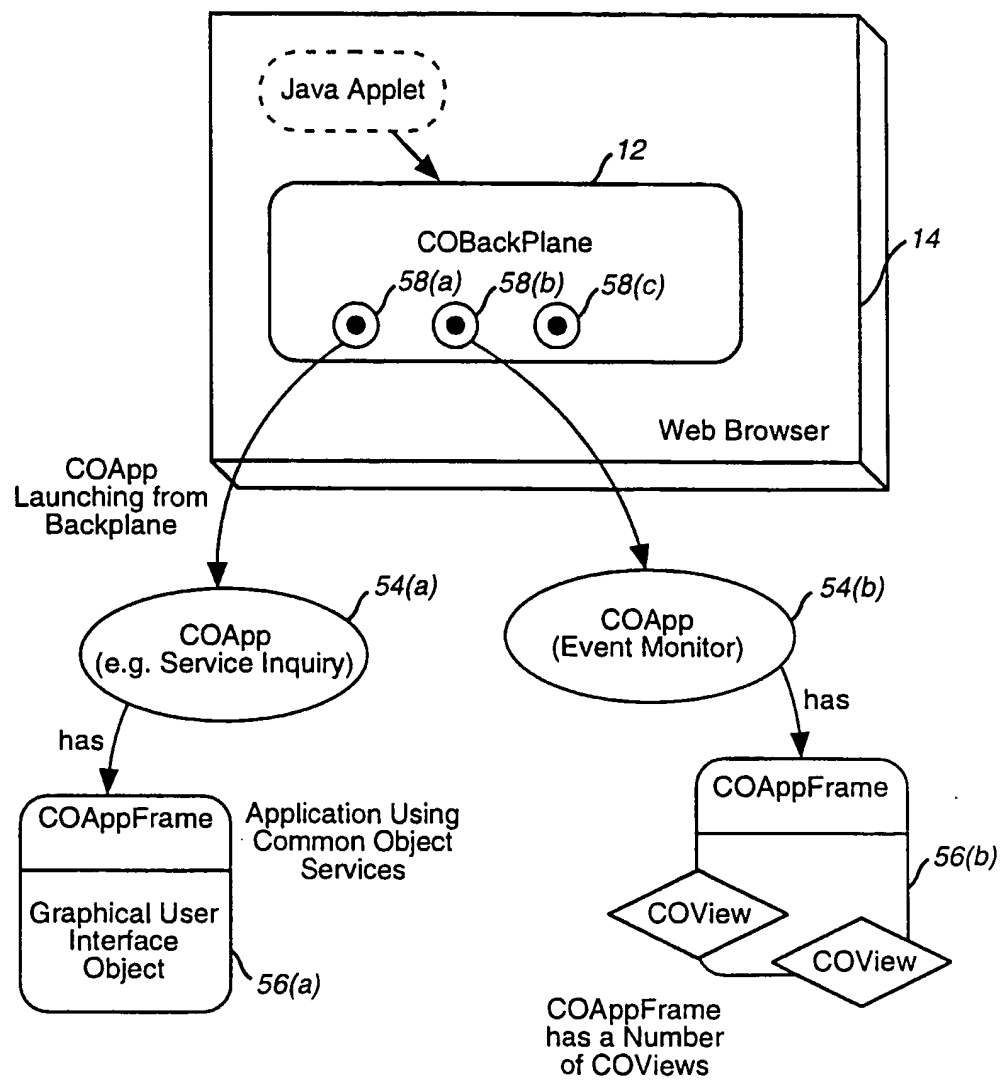 Java Applet
12
COBackPlane
14
58(a)
58(b)
58(c)
Web Browser
COApp
Launching from
Backplane
54(a)
COApp
(e.g. Service Inquiry)
54(b)
COApp
(Event Monitor)
has
has
COAppFrame
Application Using
Common Object
Services
Graphical User
Interface
Object
56(a)
COAppFrame
56(b)
COView
COView
COAppFrame
has a Number
of COViews